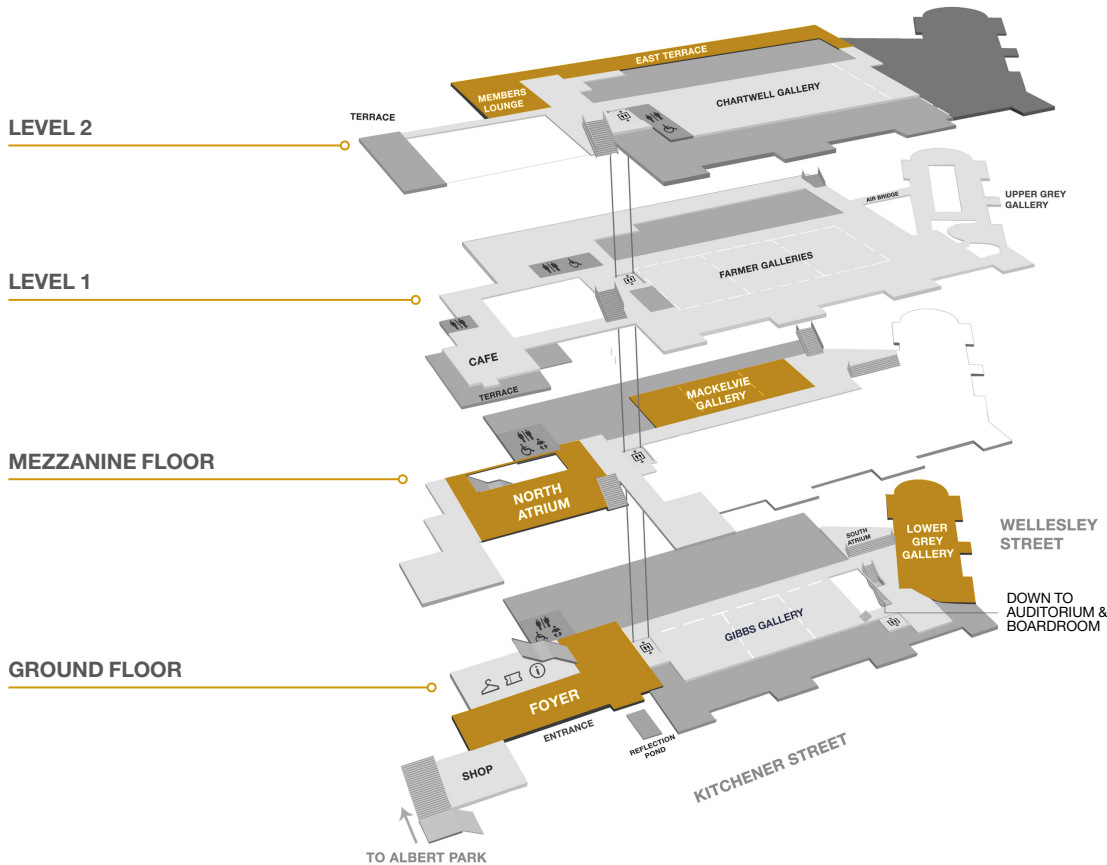 EAST TERRACE
MEMBERS
LOUNGE
CHARTWELL GALLERY
TERRACE
LEVEL 2
AIR BRIDGE
UPPER GREY
GALLERY
FARMER GALLERIES
LEVEL 1
CAFE
TERRACE
MACKELVIE
GALLERY
MEZZANINE FLOOR
NORTH
ATRIUM
SOUTH
ATRIUM
LOWER
GREY
GALLERY
WELLESLEY
STREET
DOWN TO
AUDITORIUM &
BOARDROOM
GIBBS GALLERY
GROUND FLOOR
i
FOYER
ENTRANCE
REFLECTION
POND
SHOP
KITCHENER STREET
TO ALBERT PARK